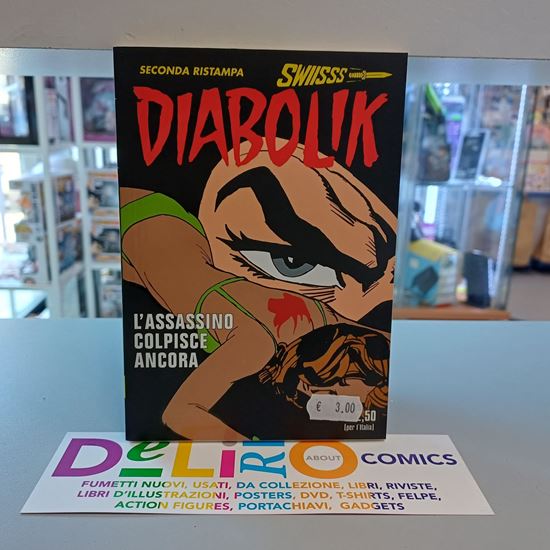 SECONDA RISTAMPA
SWIISSS
DIABOLIK
L'ASSASSINO
COLPISCE
ANCORA
€ 3.00
,50
(per l'Italia)
DeLiRiO ABOUT COMICS
FUMETTI NUOVI, USATI, DA COLLEZIONE, LIBRI, RIVISTE,
LIBRI D'ILLUSTRAZIONI, POSTERS, DVD, T-SHIRTS, FELPE,
ACTION FIGURES, PORTACHIAVI, GADGETS